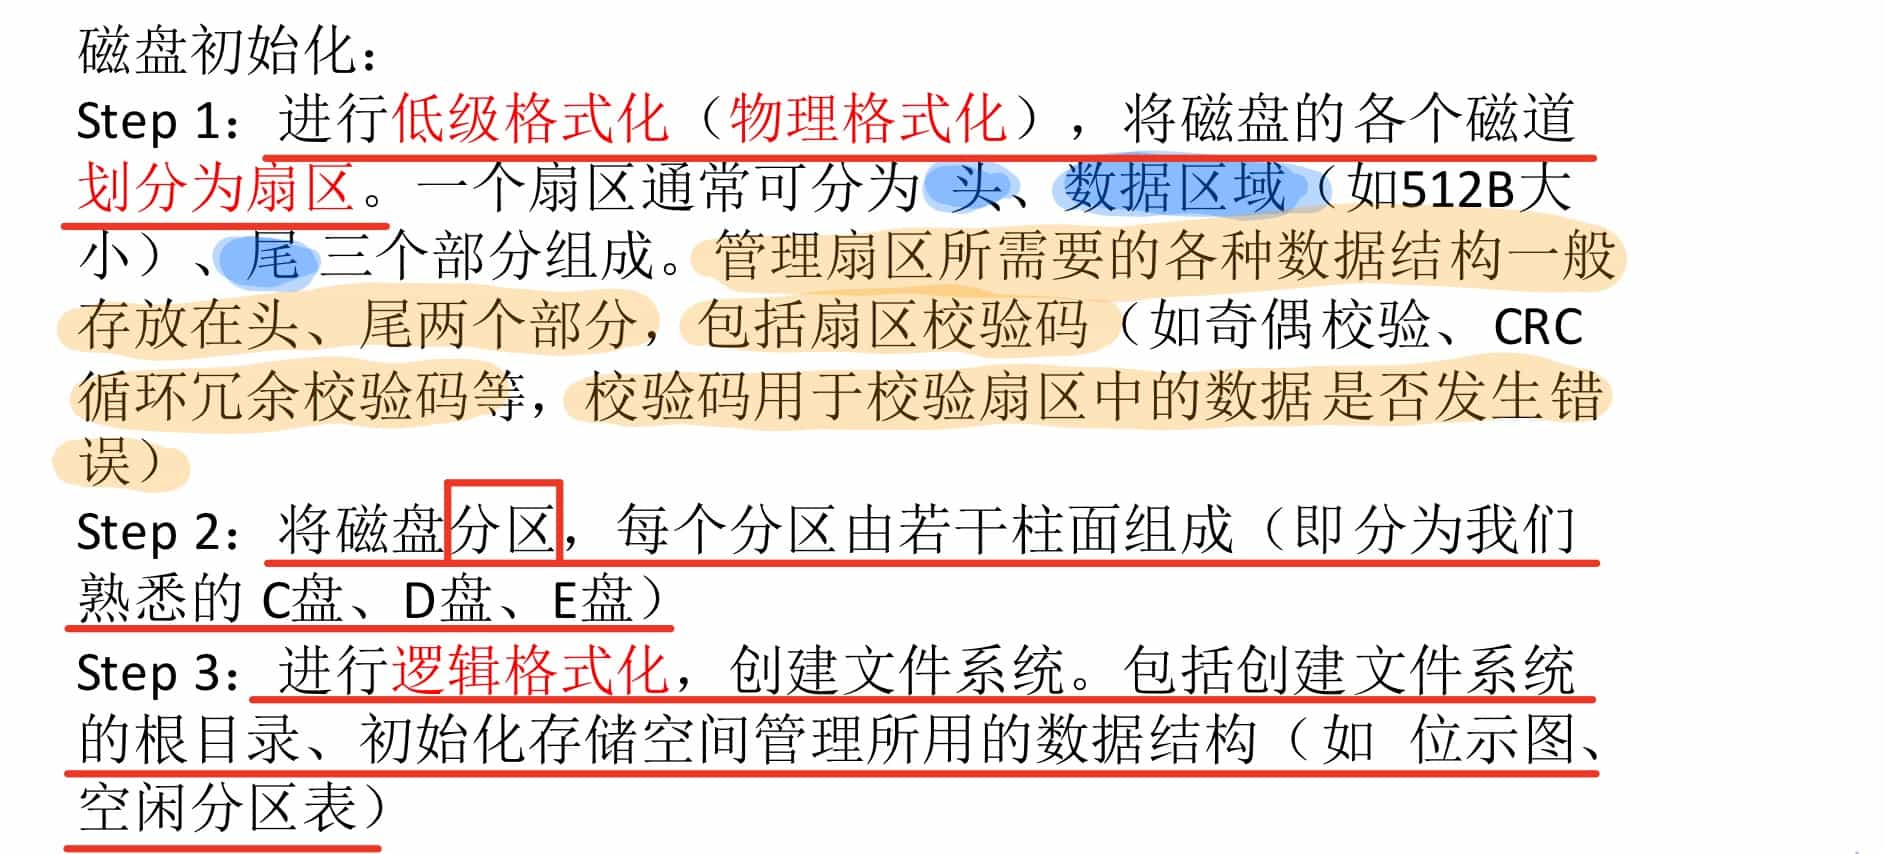 磁盘初始化：
Step 1：进行低级格式化（物理格式化），将磁盘的各个磁道
划分为扇区。一个扇区通常可分为 头、数据区域（如512B大
小）、尾 三个部分组成。管理扇区所需要的各种数据结构一般
存放在头、尾两个部分，包括扇区校验码（如奇偶校验、CRC
循环冗余校验码等，校验码用于校验扇区中的数据是否发生错
误）
Step 2：将磁盘分区，每个分区由若干柱面组成（即分为我们
熟悉的 C盘、D盘、E盘）
Step 3：进行逻辑格式化，创建文件系统。包括创建文件系统
的根目录、初始化存储空间管理所用的数据结构（如 位示图、
空闲分区表）